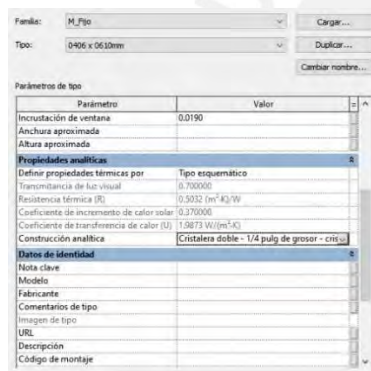 Familia: M_Fijo Cargar...
Tipo: 0406 x 0610mm Duplicar...
Cambiar nombre...
Parámetros de tipo
Parámetro Valor =
Incrustación de ventana 0.0190
Anchura aproximada
Altura aproximada
Propiedades analíticas
Definir propiedades térmicas por Tipo esquemático
Transmitancia de luz visual 0.700000
Resistencia térmica (R) 0.5032 (m²·K)/W
Coeficiente de incremento de calor solar 0.370000
Coeficiente de transferencia de calor (U) 1.9873 W/(m²·K)
Construcción analítica Cristalera doble - 1/4 pulg de grosor - cris
Datos de identidad
Nota clave
Modelo
Fabricante
Comentarios de tipo
Imagen de tipo
URL
Descripción
Código de montaje